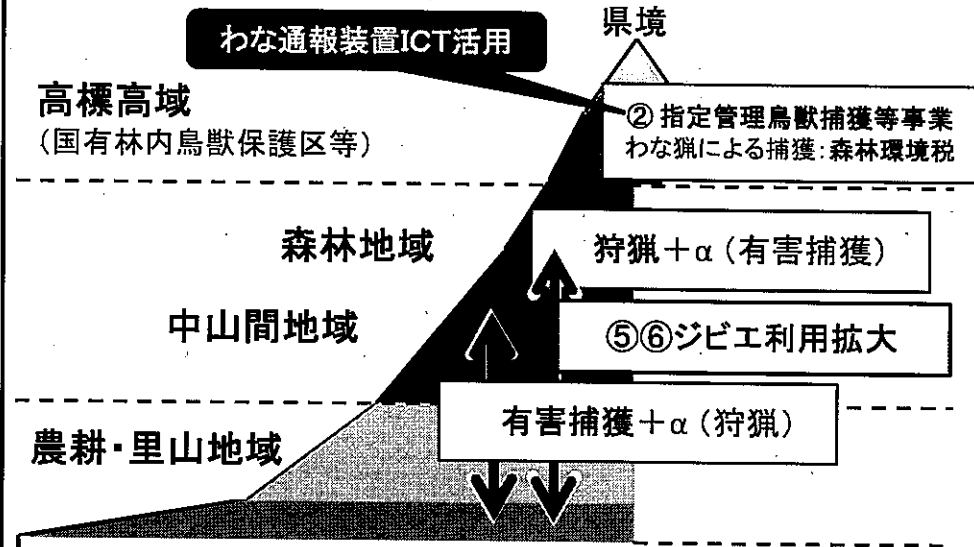 県境
わな通報装置ICT活用
高標高域
(国有林内鳥獣保護区等)
② 指定管理鳥獣捕獲等事業
わな猟による捕獲:森林環境税
森林地域
狩猟+α(有害捕獲)
中山間地域
⑤⑥ジビエ利用拡大
有害捕獲+α(狩猟)
農耕・里山地域